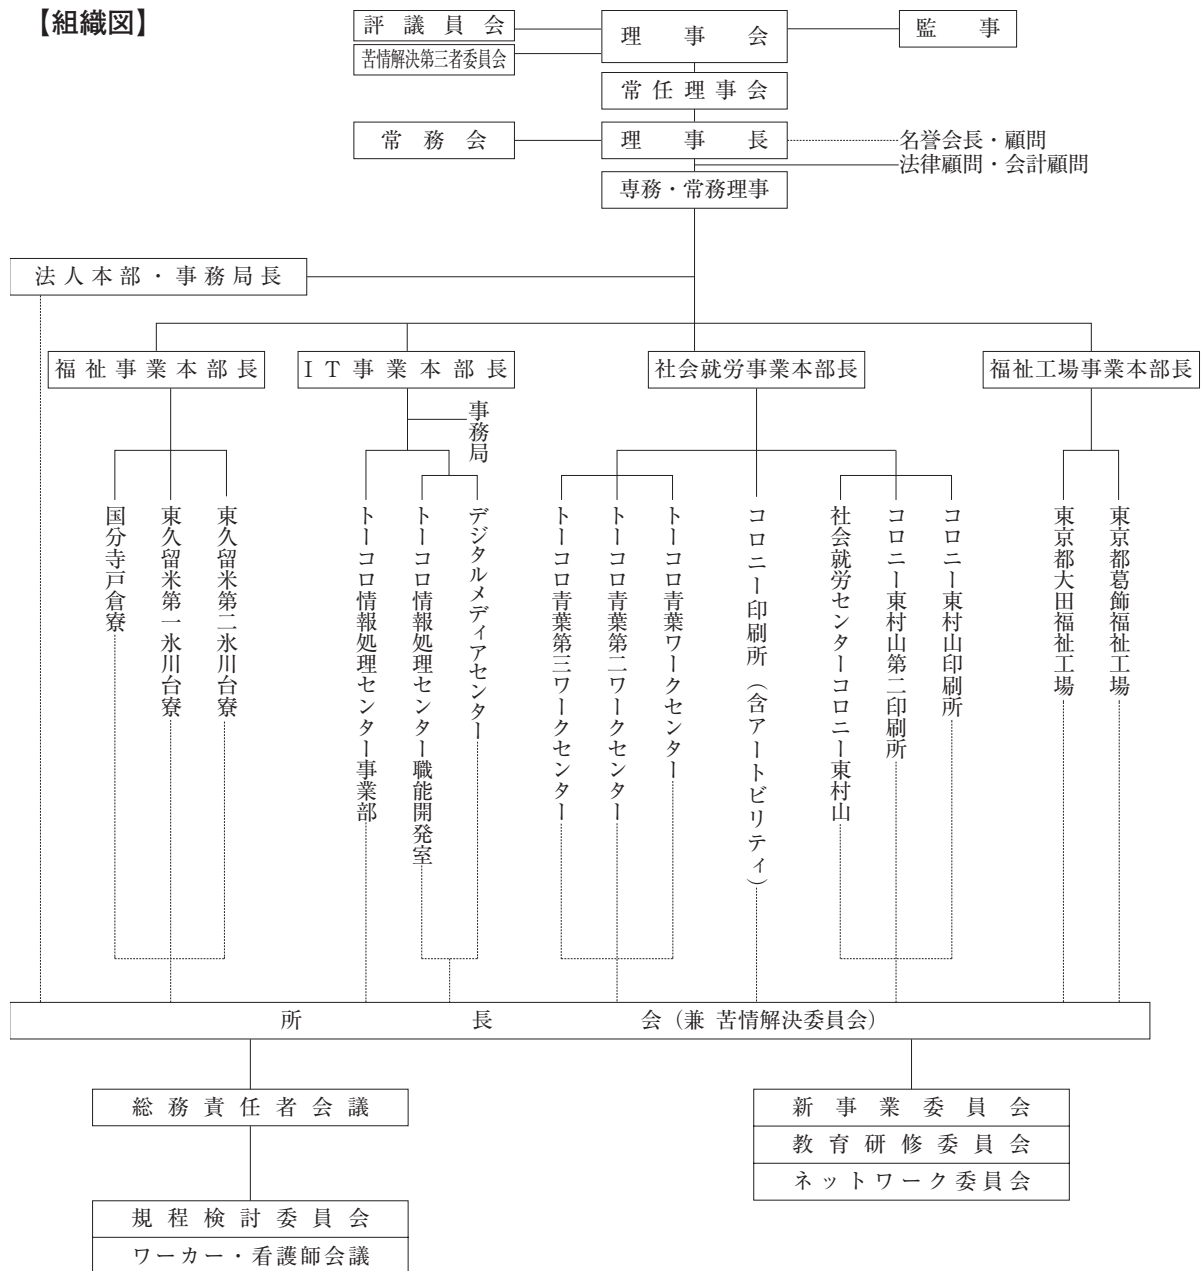 【組織図】
評議員会
理事会
監事
苦情解決第三者委員会
常任理事会
常務会
理事長
名誉会長・顧問
法律顧問・会計顧問
専務・常務理事
法人本部・事務局長
福祉事業本部長
IT事業本部長
社会就労事業本部長
福祉工場事業本部長
事務局
国分寺戸倉寮
東久留米第一氷川台寮
東久留米第二氷川台寮
トーコロ情報処理センター事業部
トーコロ情報処理センター職能開発室
デジタルメディアセンター
トーコロ青葉第三ワークセンター
トーコロ青葉第二ワークセンター
トーコロ青葉ワークセンター
コロニー印刷所（含アートビリティ）
社会就労センターコロニー東村山
コロニー東村山第二印刷所
コロニー東村山印刷所
東京都大田福祉工場
東京都葛飾福祉工場
所長会（兼 苦情解決委員会）
総務責任者会議
新事業委員会
教育研修委員会
ネットワーク委員会
規程検討委員会
ワーカー・看護師会議